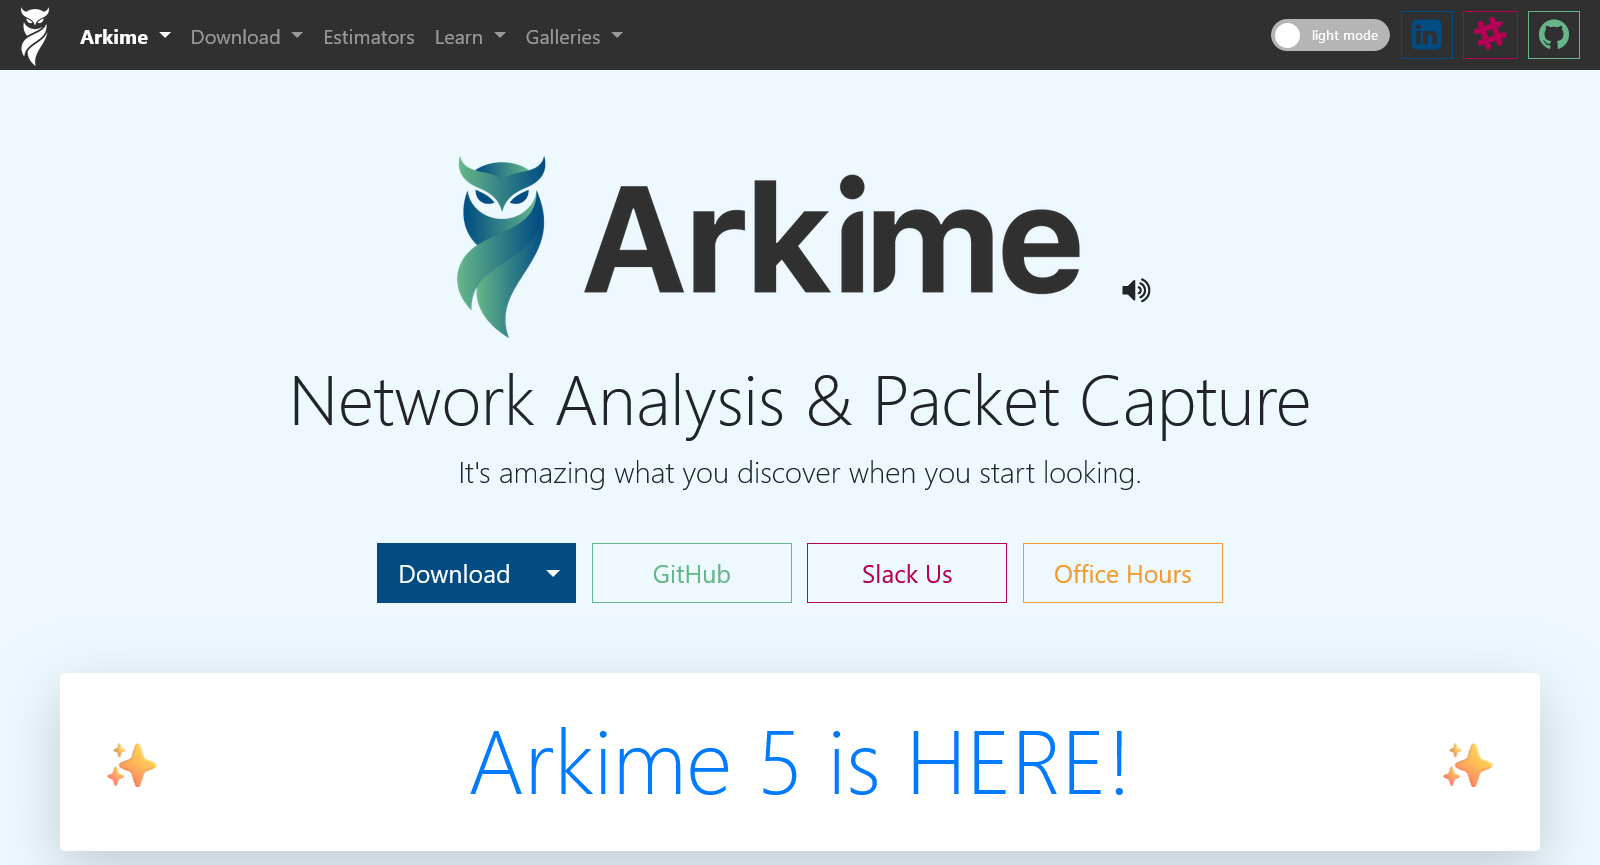 Arkime Download Estimators Learn Galleries light mode
Arkime
Network Analysis & Packet Capture
It's amazing what you discover when you start looking.
Download GitHub Slack Us Office Hours
Arkime 5 is HERE!